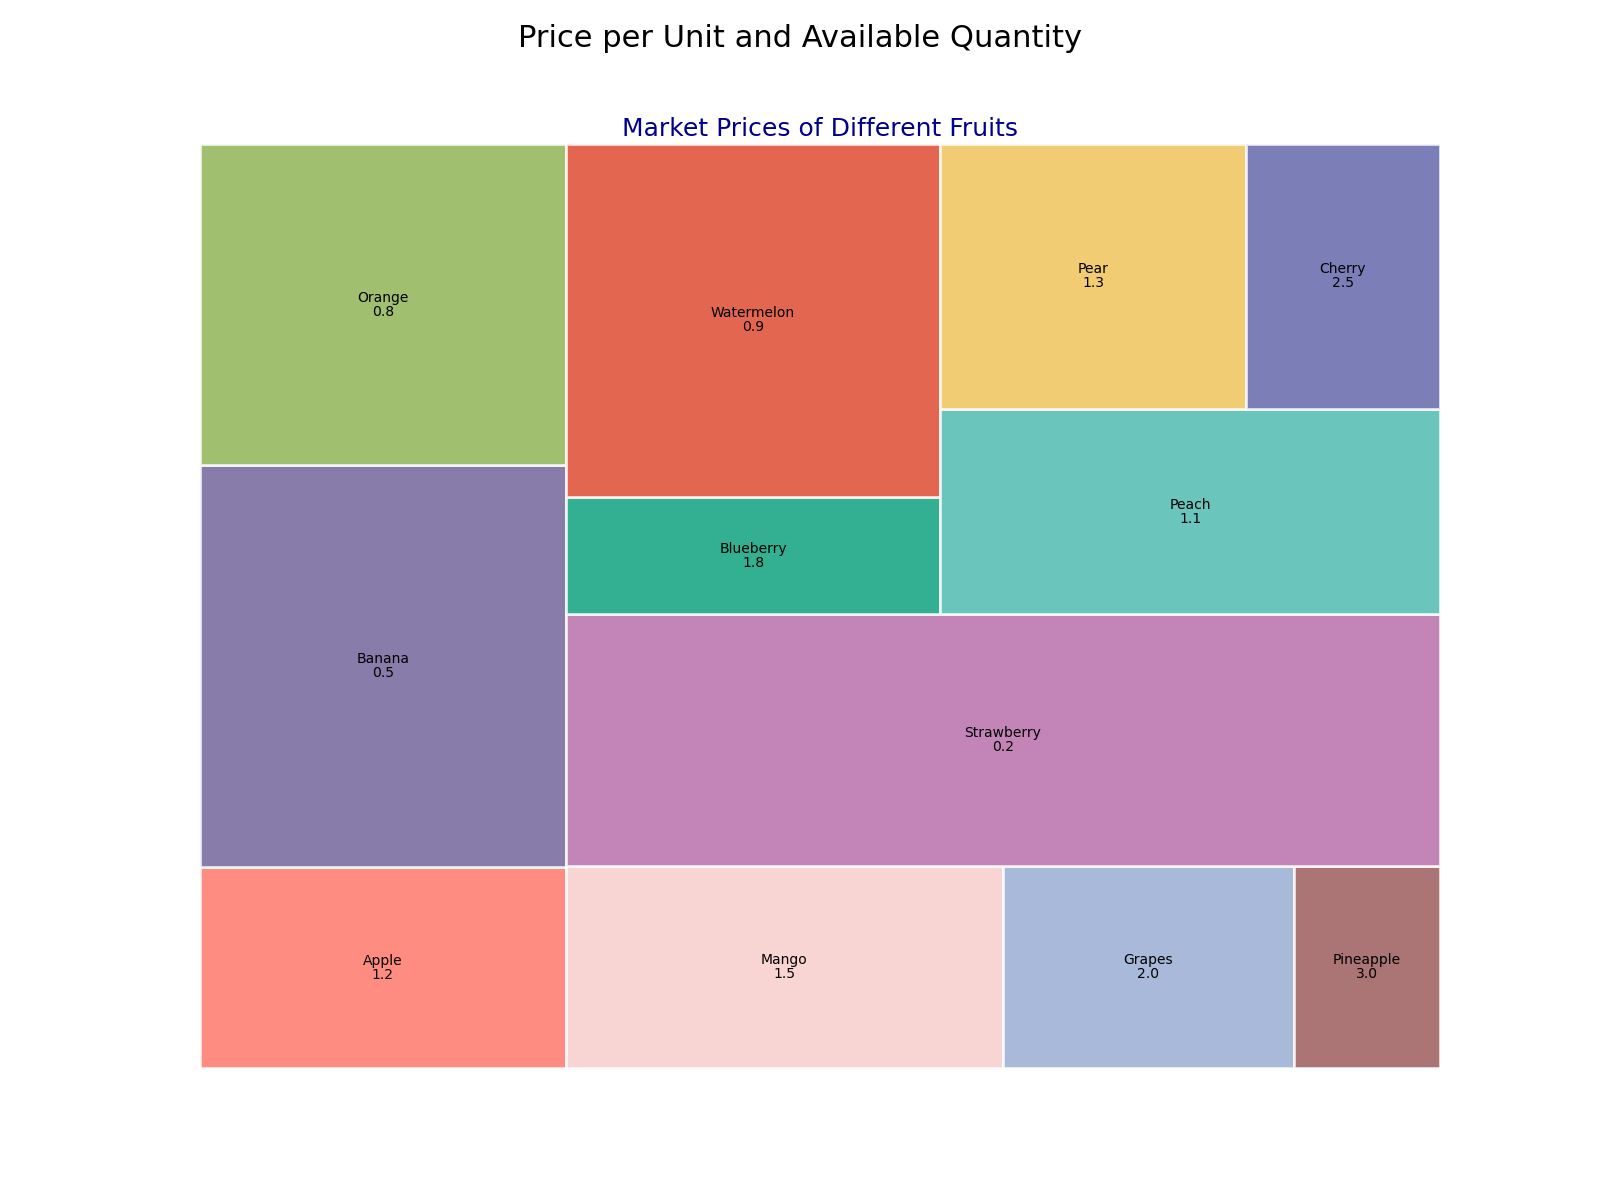 Price per Unit and Available Quantity
Market Prices of Different Fruits
Orange
0.8
Watermelon
0.9
Pear
1.3
Cherry
2.5
Peach
1.1
Blueberry
1.8
Banana
0.5
Strawberry
0.2
Apple
1.2
Mango
1.5
Grapes
2.0
Pineapple
3.0